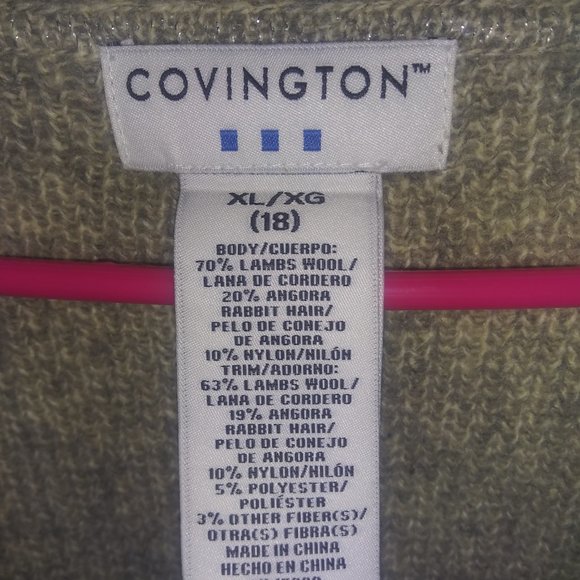 COVINGTON™
XL/XG
(18)
BODY/CUERPO:
70% LAMBS WOOL/
LANA DE CORDERO
20% ANGORA
RABBIT HAIR/
PELO DE CONEJO
DE ANGORA
10% NYLON/NILÓN
TRIM/ADORNO:
63% LAMBS WOOL/
LANA DE CORDERO
19% ANGORA
RABBIT HAIR/
PELO DE CONEJO
DE ANGORA
10% NYLON/NILÓN
5% POLYESTER/
POLIÉSTER
3% OTHER FIBER(S)/
OTRA(S) FIBRA(S)
MADE IN CHINA
HECHO EN CHINA